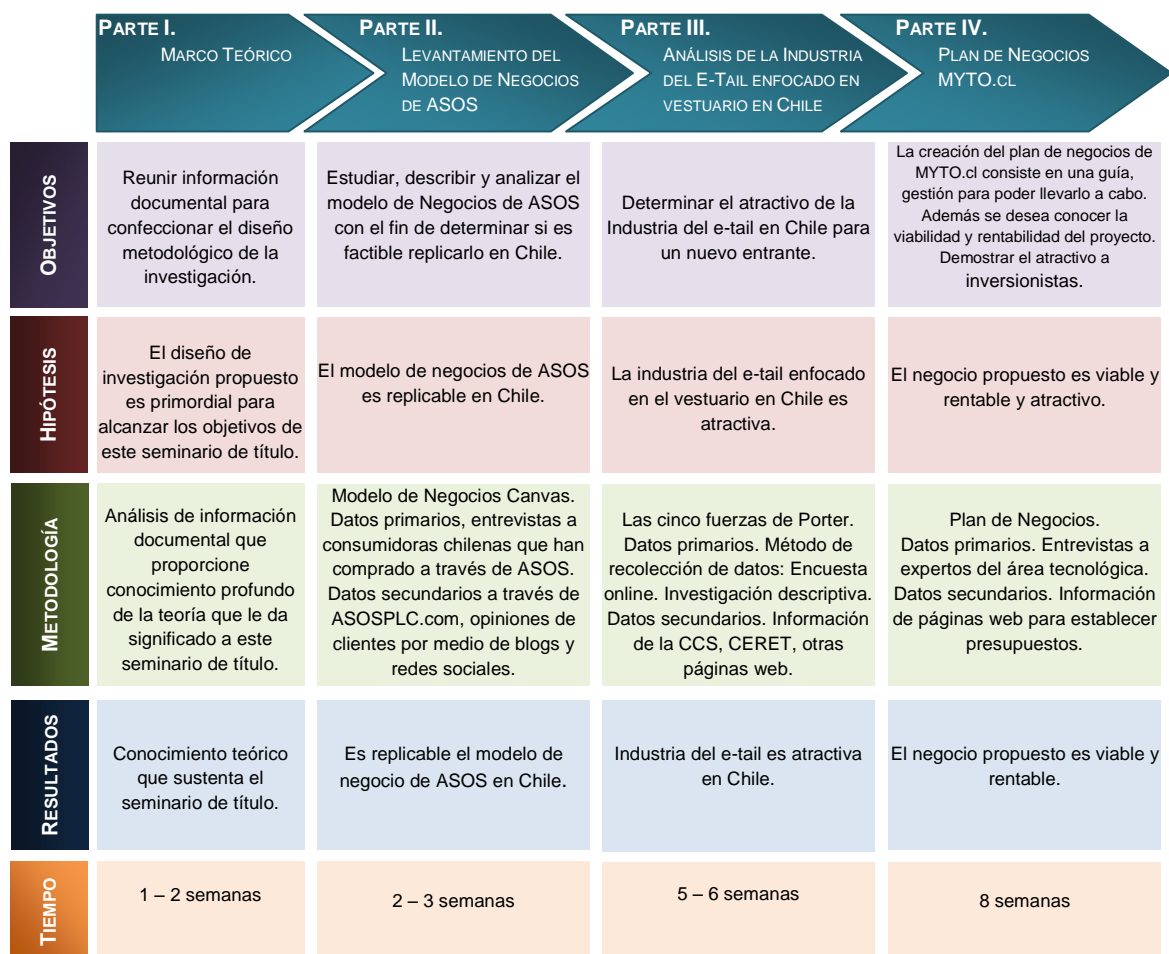 PARTE I.
MARCO TEÓRICO
PARTE II.
LEVANTAMIENTO DEL
MODELO DE NEGOCIOS
DE ASOS
PARTE III.
ANÁLISIS DE LA INDUSTRIA
DEL E-TAIL ENFOCADO EN
VESTUARIO EN CHILE
PARTE IV.
PLAN DE NEGOCIOS
MYTO.CL
OBJETIVOS
Reunir información
documental para
confeccionar el diseño
metodológico de la
investigación.
Estudiar, describir y analizar el
modelo de Negocios de ASOS
con el fin de determinar si es
factible replicarlo en Chile.
Determinar el atractivo de la
Industria del e-tail en Chile para
un nuevo entrante.
La creación del plan de negocios de
MYTO.cl consiste en una guía,
gestión para poder llevarlo a cabo.
Además se desea conocer la
viabilidad y rentabilidad del proyecto.
Demostrar el atractivo a
inversionistas.
HIPÓTESIS
El diseño de
investigación propuesto
es primordial para
alcanzar los objetivos de
este seminario de título.
El modelo de negocios de ASOS
es replicable en Chile.
La industria del e-tail enfocado
en el vestuario en Chile es
atractiva.
El negocio propuesto es viable y
rentable y atractivo.
METODOLOGÍA
Análisis de información
documental que
proporcione
conocimiento profundo
de la teoría que le da
significado a este
seminario de título.
Modelo de Negocios Canvas.
Datos primarios, entrevistas a
consumidoras chilenas que han
comprado a través de ASOS.
Datos secundarios a través de
ASOSPLC.com, opiniones de
clientes por medio de blogs y
redes sociales.
Las cinco fuerzas de Porter.
Datos primarios. Método de
recolección de datos: Encuesta
online. Investigación descriptiva.
Datos secundarios. Información
de la CCS, CERET, otras
páginas web.
Plan de Negocios.
Datos primarios. Entrevistas a
expertos del área tecnológica.
Datos secundarios. Información
de páginas web para establecer
presupuestos.
RESULTADOS
Conocimiento teórico
que sustenta el
seminario de título.
Es replicable el modelo de
negocio de ASOS en Chile.
Industria del e-tail es atractiva
en Chile.
El negocio propuesto es viable y
rentable.
TIEMPO
1 – 2 semanas
2 – 3 semanas
5 – 6 semanas
8 semanas